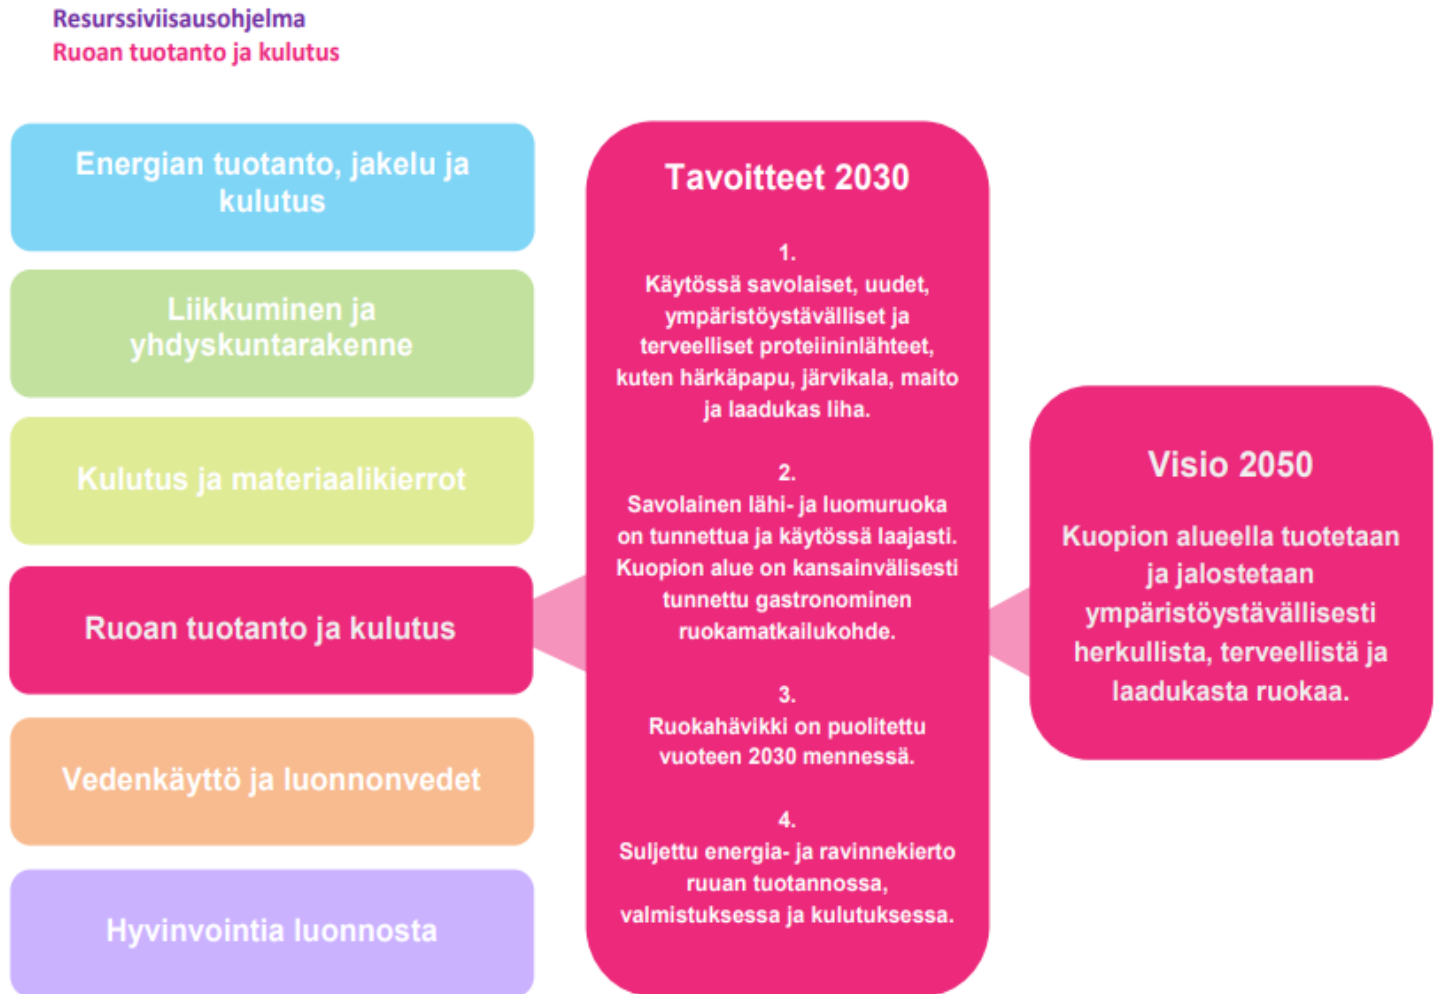 Resurssiviisausohjelma
Ruoan tuotanto ja kulutus
Energian tuotanto, jakelu ja
kulutus
Liikkuminen ja
yhdyskuntarakenne
Kulutus ja materiaalikierrot
Ruoan tuotanto ja kulutus
Vedenkäyttö ja luonnonvedet
Hyvinvointia luonnosta
Tavoitteet 2030
1.
Käytössä savolaiset, uudet,
ympäristöystävälliset ja
terveelliset proteiininlähteet,
kuten härkäpapu, järvikala, maito
ja laadukas liha.
2.
Savolainen lähi- ja luomuruoka
on tunnettua ja käytössä laajasti.
Kuopion alue on kansainvälisesti
tunnettu gastronominen
ruokamatkailukohde.
3.
Ruokahävikki on puolitettu
vuoteen 2030 mennessä.
4.
Suljettu energia- ja ravinnekierto
ruuan tuotannossa,
valmistuksessa ja kulutuksessa.
Visio 2050
Kuopion alueella tuotetaan
ja jalostetaan
ympäristöystävällisesti
herkullista, terveellistä ja
laadukasta ruokaa.